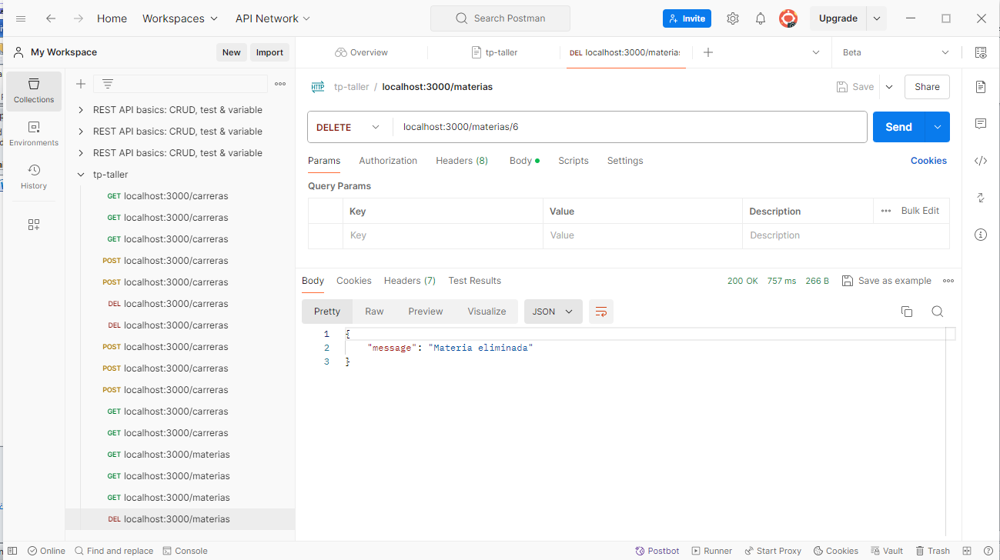 Home Workspaces API Network Search Postman Invite Upgrade
My Workspace New Import Overview tp-taller DEL localhost:3000/materias Beta
Collections
Environments
History
REST API basics: CRUD, test & variable
REST API basics: CRUD, test & variable
REST API basics: CRUD, test & variable
tp-taller
GET localhost:3000/carreras
GET localhost:3000/carreras
GET localhost:3000/carreras
POST localhost:3000/carreras
POST localhost:3000/carreras
DEL localhost:3000/carreras
DEL localhost:3000/carreras
POST localhost:3000/carreras
POST localhost:3000/carreras
POST localhost:3000/carreras
GET localhost:3000/carreras
GET localhost:3000/carreras
GET localhost:3000/materias
GET localhost:3000/materias
GET localhost:3000/materias
DEL localhost:3000/materias
HTTP tp-taller / localhost:3000/materias Save Share
DELETE localhost:3000/materias/6 Send
Params Authorization Headers (8) Body Scripts Settings Cookies
Query Params
Key Value Description Bulk Edit
Key Value Description
Body Cookies Headers (7) Test Results 200 OK 757 ms 266 B Save as example
Pretty Raw Preview Visualize JSON
1 {
2 "message": "Materia eliminada"
3 }
Online Find and replace Console Postbot Runner Start Proxy Cookies Vault Trash